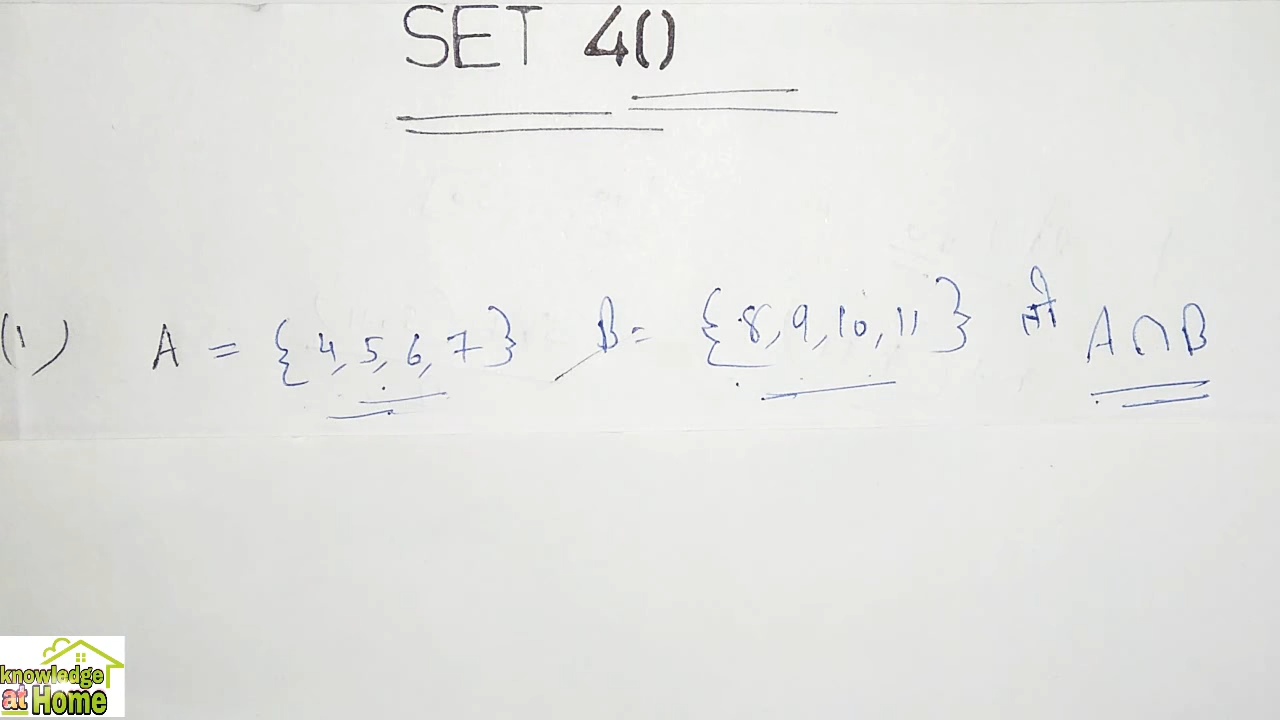 SET 40
(1) A = {4, 5, 6, 7} , B = {8, 9, 10, 11} तो A ∩ B
knowledge
at Home